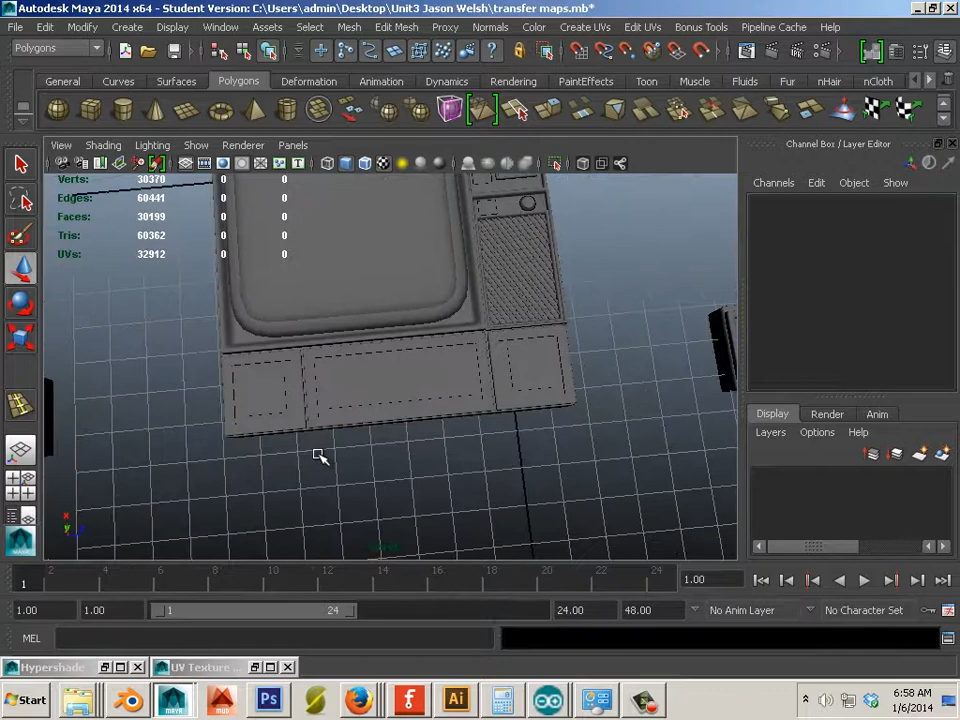 Autodesk Maya 2014 x64 - Student Version: C:\Users\admin\Desktop\Unit3 Jason Welsh\transfer maps.mb*
File Edit Modify Create Display Window Assets Select Mesh Edit Mesh Proxy Normals Color Create UVs Edit UVs Bonus Tools Pipeline Cache Help
Polygons
General Curves Surfaces Polygons Deformation Animation Dynamics Rendering PaintEffects Toon Muscle Fluids Fur nHair nCloth
View Shading Lighting Show Renderer Panels
Channel Box / Layer Editor
Channels Edit Object Show
Verts: 30370 0 0
Edges: 60441 0 0
Faces: 30199 0 0
Tris: 60362 0 0
UVs: 32912 0 0
Display Render Anim
Layers Options Help
2 4 6 8 10 12 14 16 18 20 22 24
1
1.00
1.00 1.00 1 24 24.00 48.00 No Anim Layer No Character Set
MEL
Hypershade UV Texture ...
Start
6:58 AM
1/6/2014